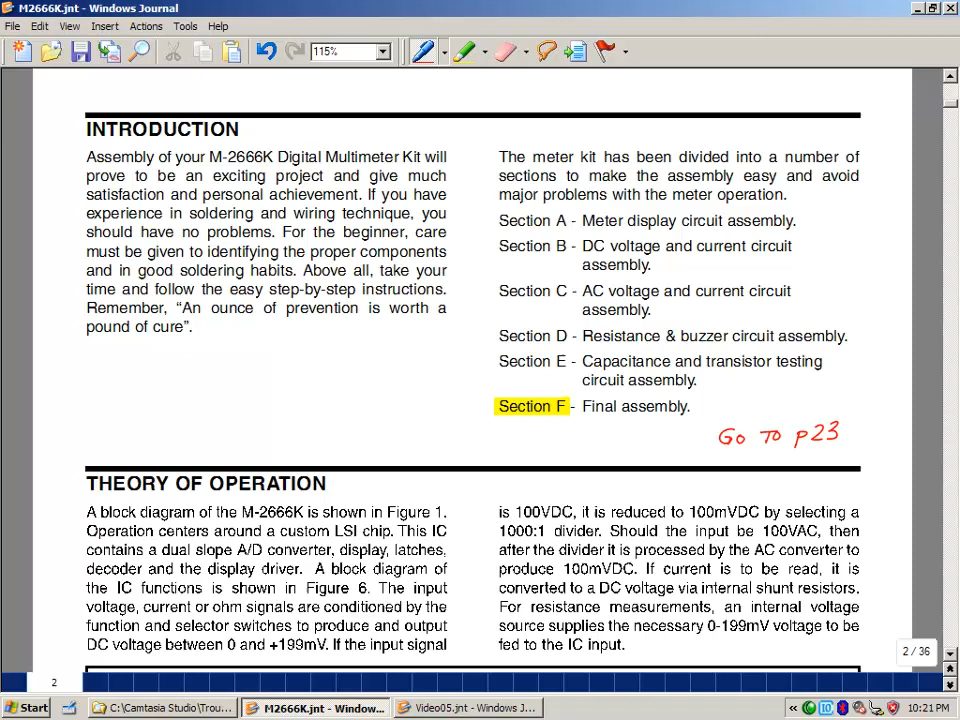 M2666K.jnt - Windows Journal
File Edit View Insert Actions Tools Help
115%
INTRODUCTION
Assembly of your M-2666K Digital Multimeter Kit will
prove to be an exciting project and give much
satisfaction and personal achievement. If you have
experience in soldering and wiring technique, you
should have no problems. For the beginner, care
must be given to identifying the proper components
and in good soldering habits. Above all, take your
time and follow the easy step-by-step instructions.
Remember, “An ounce of prevention is worth a
pound of cure”.
The meter kit has been divided into a number of
sections to make the assembly easy and avoid
major problems with the meter operation.
Section A - Meter display circuit assembly.
Section B - DC voltage and current circuit
assembly.
Section C - AC voltage and current circuit
assembly.
Section D - Resistance & buzzer circuit assembly.
Section E - Capacitance and transistor testing
circuit assembly.
Section F - Final assembly.
GO TO p23
THEORY OF OPERATION
A block diagram of the M-2666K is shown in Figure 1.
Operation centers around a custom LSI chip. This IC
contains a dual slope A/D converter, display, latches,
decoder and the display driver. A block diagram of
the IC functions is shown in Figure 6. The input
voltage, current or ohm signals are conditioned by the
function and selector switches to produce and output
DC voltage between 0 and +199mV. If the input signal
is 100VDC, it is reduced to 100mVDC by selecting a
1000:1 divider. Should the input be 100VAC, then
after the divider it is processed by the AC converter to
produce 100mVDC. If current is to be read, it is
converted to a DC voltage via internal shunt resistors.
For resistance measurements, an internal voltage
source supplies the necessary 0-199mV voltage to be
fed to the IC input.
2 / 36
2
Start C:\Camtasia Studio\Trou... M2666K.jnt - Window... Video05.jnt - Windows J... « 10:21 PM